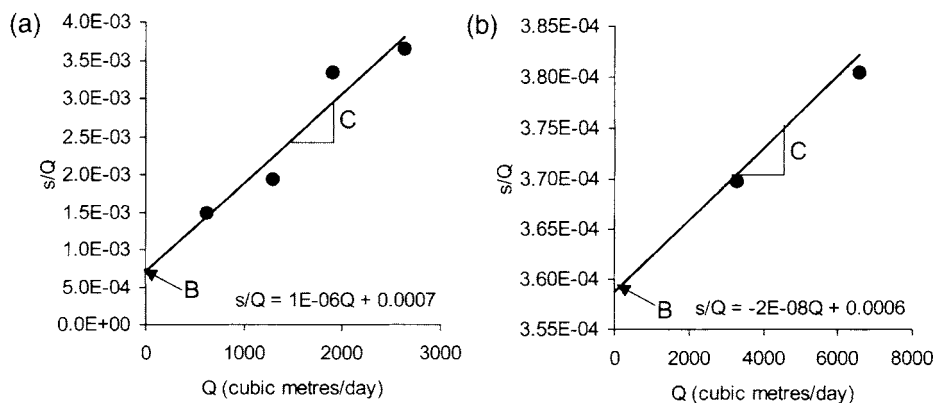 (a)
s/Q
4.0E-03
3.5E-03
3.0E-03
2.5E-03
2.0E-03
1.5E-03
1.0E-03
5.0E-04
0.0E+00
C
B
s/Q = 1E-06Q + 0.0007
0 1000 2000 3000
Q (cubic metres/day)
(b)
s/Q
3.85E-04
3.80E-04
3.75E-04
3.70E-04
3.65E-04
3.60E-04
3.55E-04
C
B
s/Q = -2E-08Q + 0.0006
0 2000 4000 6000 8000
Q (cubic metres/day)